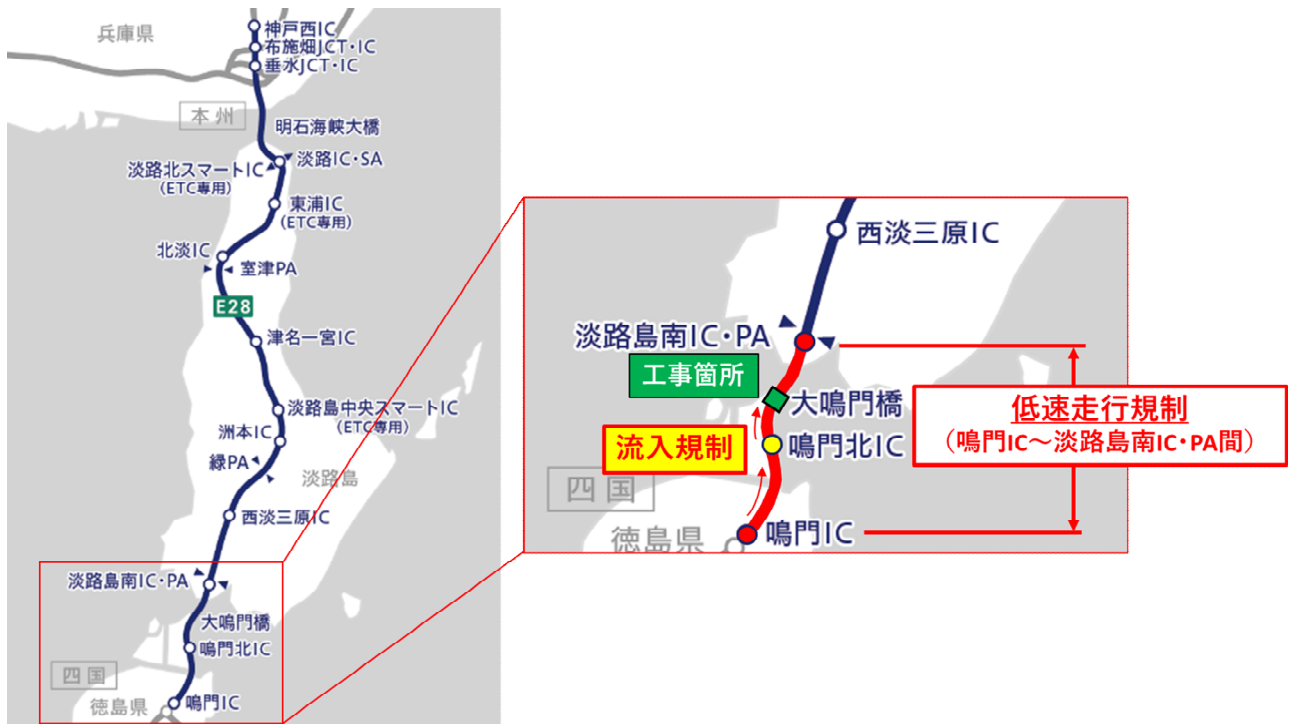 兵庫県
神戸西IC
布施畑JCT・IC
垂水JCT・IC
本州
明石海峡大橋
淡路IC・SA
淡路北スマートIC
(ETC専用)
東浦IC
(ETC専用)
北淡IC
室津PA
E28
津名一宮IC
淡路島中央スマートIC
(ETC専用)
洲本IC
緑PA
淡路島
西淡三原IC
淡路島南IC・PA
大鳴門橋
鳴門北IC
四国
徳島県
鳴門IC
西淡三原IC
淡路島南IC・PA
工事箇所
大鳴門橋
流入規制
鳴門北IC
四国
徳島県
鳴門IC
低速走行規制
（鳴門IC～淡路島南IC・PA間）